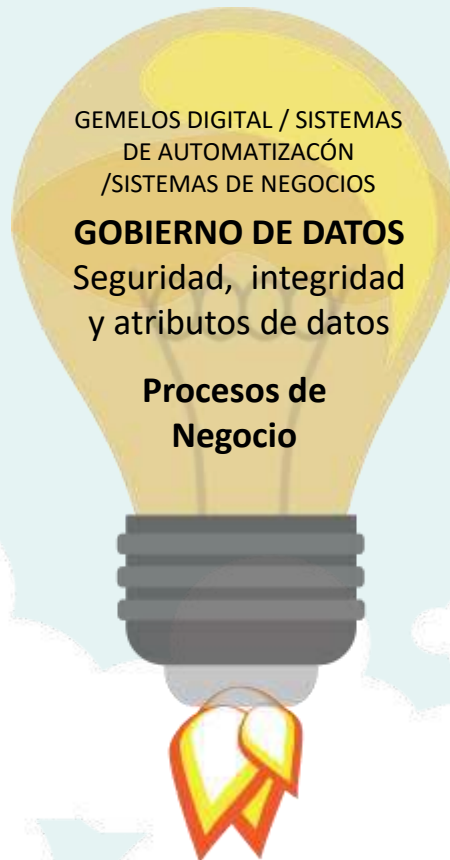 GEMELOS DIGITAL / SISTEMAS
DE AUTOMATIZACÓN
/SISTEMAS DE NEGOCIOS
GOBIERNO DE DATOS
Seguridad, integridad
y atributos de datos
Procesos de
Negocio